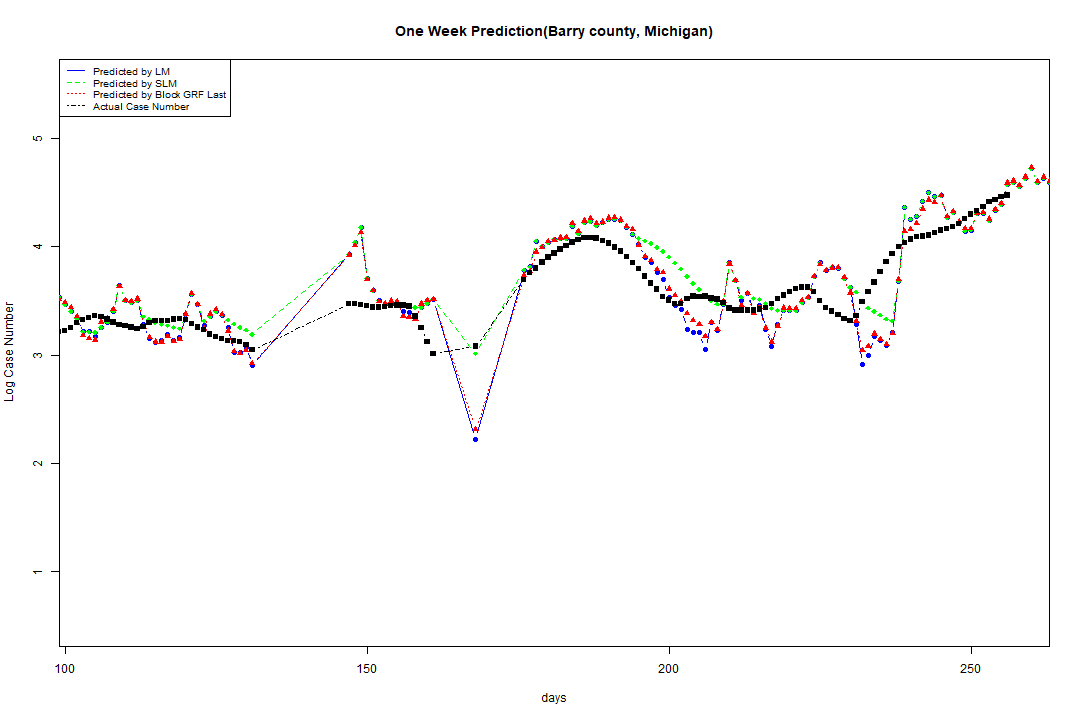 One Week Prediction(Barry county, Michigan)
Predicted by LM
Predicted by SLM
Predicted by Block GRF Last
Actual Case Number
Log Case Number
5
4
3
2
1
100 150 200 250
days